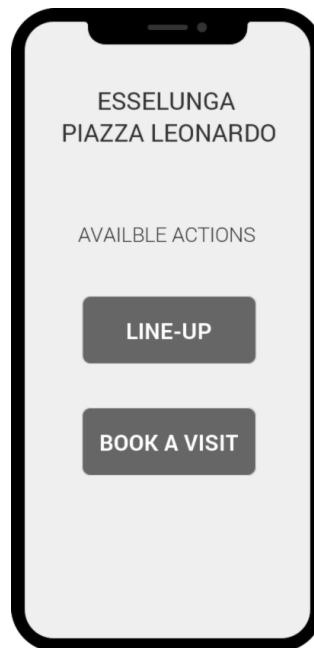 ESSELUNGA
PIAZZA LEONARDO
AVAILBLE ACTIONS
LINE-UP
BOOK A VISIT